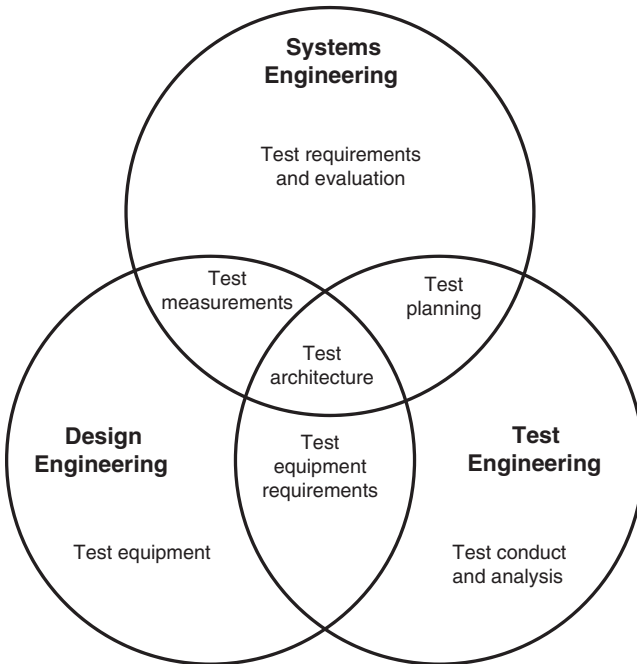 Systems
Engineering
Test requirements
and evaluation
Test
measurements
Test
planning
Test
architecture
Design
Engineering
Test
equipment
requirements
Test
Engineering
Test equipment
Test conduct
and analysis